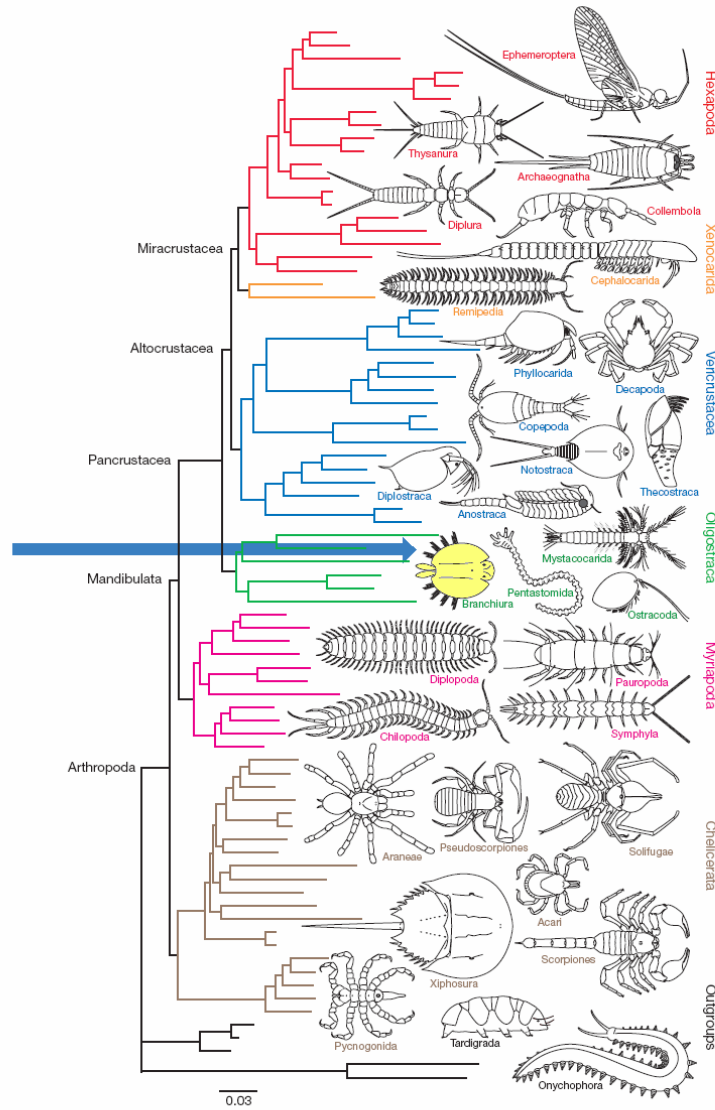 Ephemeroptera
Hexapoda
Thysanura
Archaeognatha
Diplura
Collembola
Miracrustacea
Xenocarida
Cephalocarida
Remipedia
Altocrustacea
Phyllocarida
Decapoda
Vericrustacea
Copepoda
Pancrustacea
Notostraca
Diplostraca
Thecostraca
Anostraca
Oligostraca
Mystacocarida
Mandibulata
Pentastomida
Branchiura
Ostracoda
Myriapoda
Diplopoda
Pauropoda
Chilopoda
Symphyla
Arthropoda
Araneae
Pseudoscorpiones
Solifugae
Chelicerata
Acari
Scorpiones
Xiphosura
Outgroups
Pycnogonida
Tardigrada
Onychophora
0.03